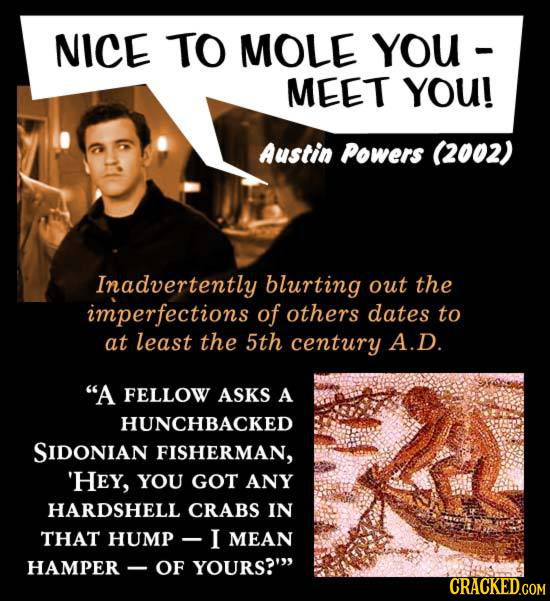 NICE TO MOLE YOU -
MEET YOU!
Austin Powers (2002)
Inadvertently blurting out the
imperfections of others dates to
at least the 5th century A.D.
“A FELLOW ASKS A
HUNCHBACKED
SIDONIAN FISHERMAN,
'HEY, YOU GOT ANY
HARDSHELL CRABS IN
THAT HUMP — I MEAN
HAMPER — OF YOURS?'”
CRACKED.COM